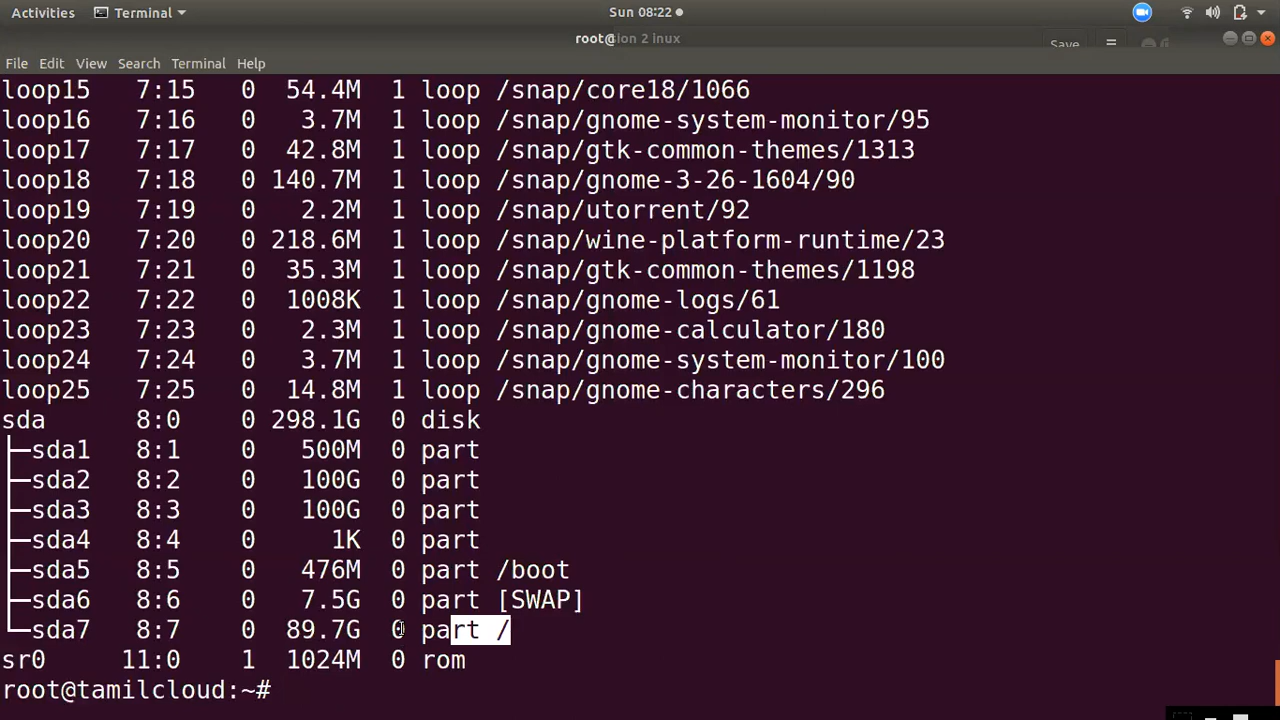 Activities Terminal Sun 08:22
root@ion 2 inux Save
File Edit View Search Terminal Help
loop15 7:15 0 54.4M 1 loop /snap/core18/1066
loop16 7:16 0 3.7M 1 loop /snap/gnome-system-monitor/95
loop17 7:17 0 42.8M 1 loop /snap/gtk-common-themes/1313
loop18 7:18 0 140.7M 1 loop /snap/gnome-3-26-1604/90
loop19 7:19 0 2.2M 1 loop /snap/utorrent/92
loop20 7:20 0 218.6M 1 loop /snap/wine-platform-runtime/23
loop21 7:21 0 35.3M 1 loop /snap/gtk-common-themes/1198
loop22 7:22 0 1008K 1 loop /snap/gnome-logs/61
loop23 7:23 0 2.3M 1 loop /snap/gnome-calculator/180
loop24 7:24 0 3.7M 1 loop /snap/gnome-system-monitor/100
loop25 7:25 0 14.8M 1 loop /snap/gnome-characters/296
sda 8:0 0 298.1G 0 disk
├─sda1 8:1 0 500M 0 part
├─sda2 8:2 0 100G 0 part
├─sda3 8:3 0 100G 0 part
├─sda4 8:4 0 1K 0 part
├─sda5 8:5 0 476M 0 part /boot
├─sda6 8:6 0 7.5G 0 part [SWAP]
└─sda7 8:7 0 89.7G 0 part /
sr0 11:0 1 1024M 0 rom
root@tamilcloud:~#